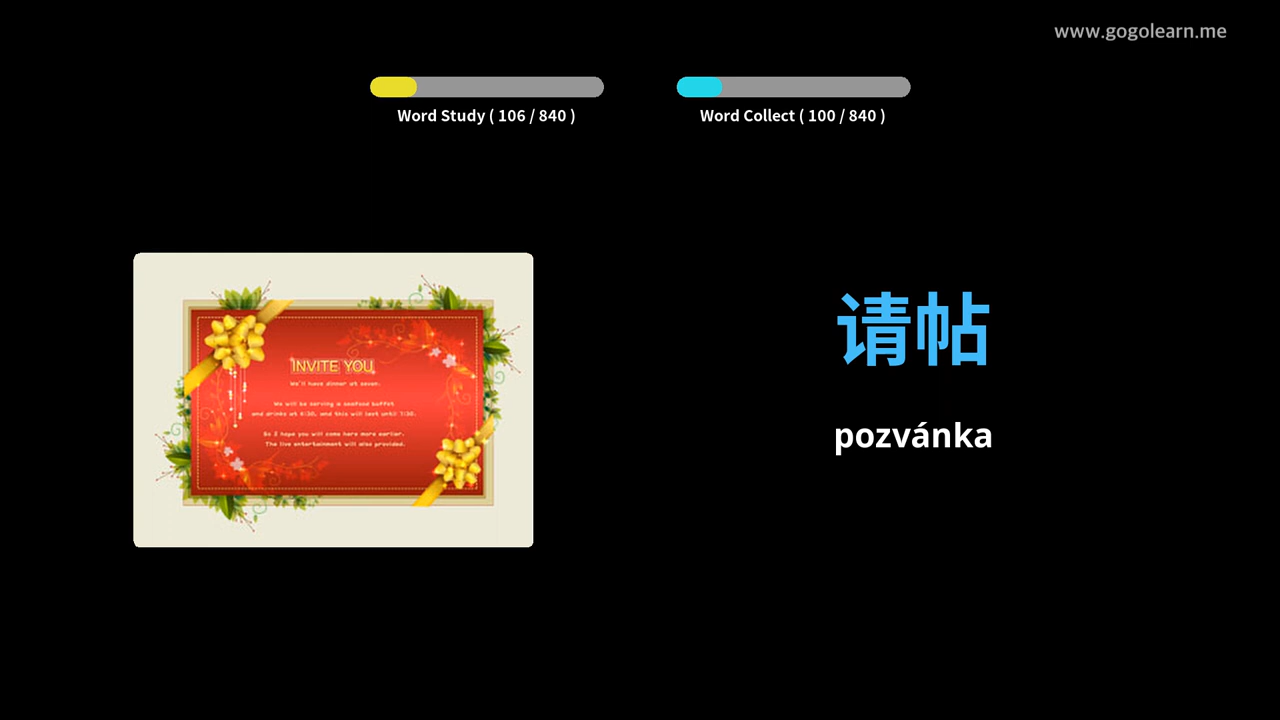 www.gogolearn.me
Word Study ( 106 / 840 )
Word Collect ( 100 / 840 )
INVITE YOU
We'll have dinner at seven.
We will be serving a seafood buffet
and drinks at 6:30, and this will last until 7:30.
So I hope you will come here more earlier.
The live entertainment will also provided.
请帖
pozvánka